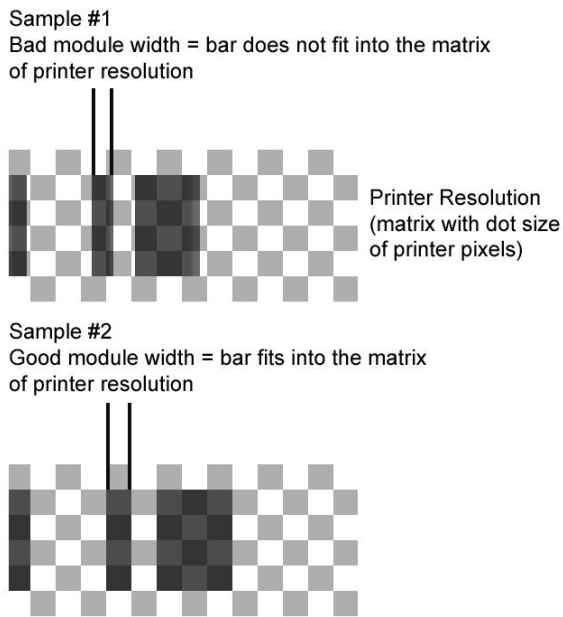 Sample #1
Bad module width = bar does not fit into the matrix
of printer resolution
Printer Resolution
(matrix with dot size
of printer pixels)
Sample #2
Good module width = bar fits into the matrix
of printer resolution